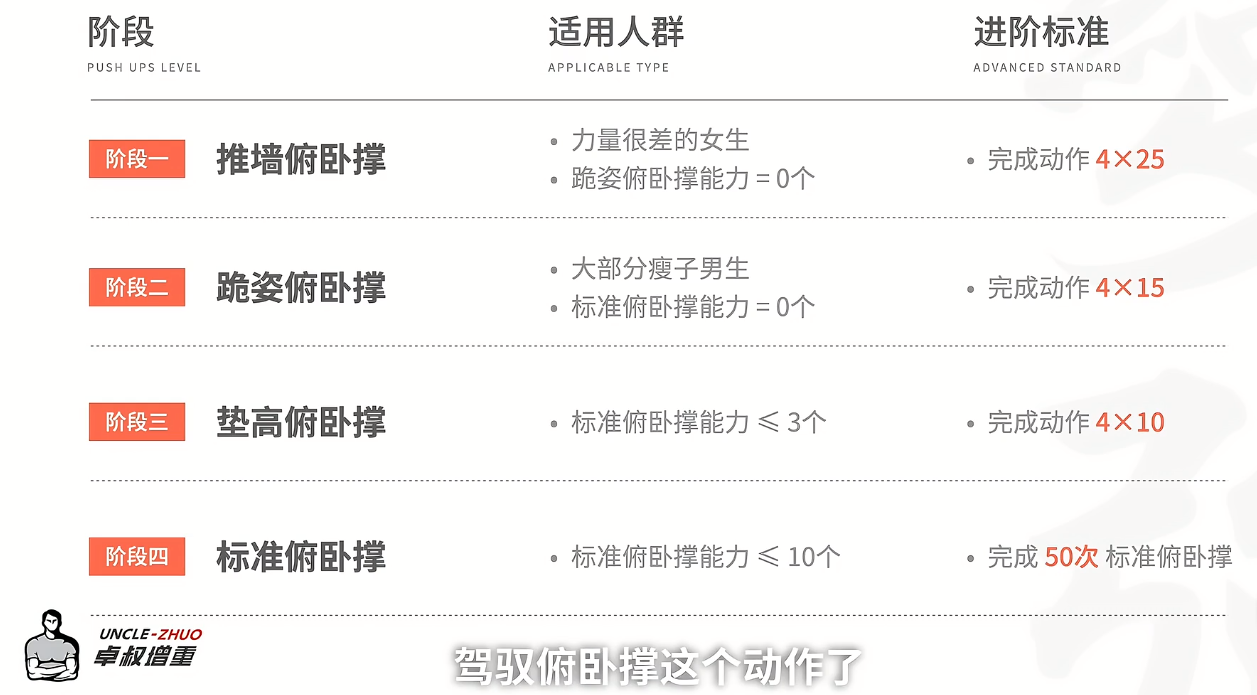 阶段
适用人群
进阶标准
PUSH UPS LEVEL
APPLICABLE TYPE
ADVANCED STANDARD
阶段一
推墙俯卧撑
• 力量很差的女生
• 跪姿俯卧撑能力 = 0个
• 完成动作 4×25
阶段二
跪姿俯卧撑
• 大部分瘦子男生
• 标准俯卧撑能力 = 0个
• 完成动作 4×15
阶段三
垫高俯卧撑
• 标准俯卧撑能力 ≤ 3个
• 完成动作 4×10
阶段四
标准俯卧撑
• 标准俯卧撑能力 ≤ 10个
• 完成 50次 标准俯卧撑
UNCLE-ZHUO
卓叔增重
驾驭俯卧撑这个动作了